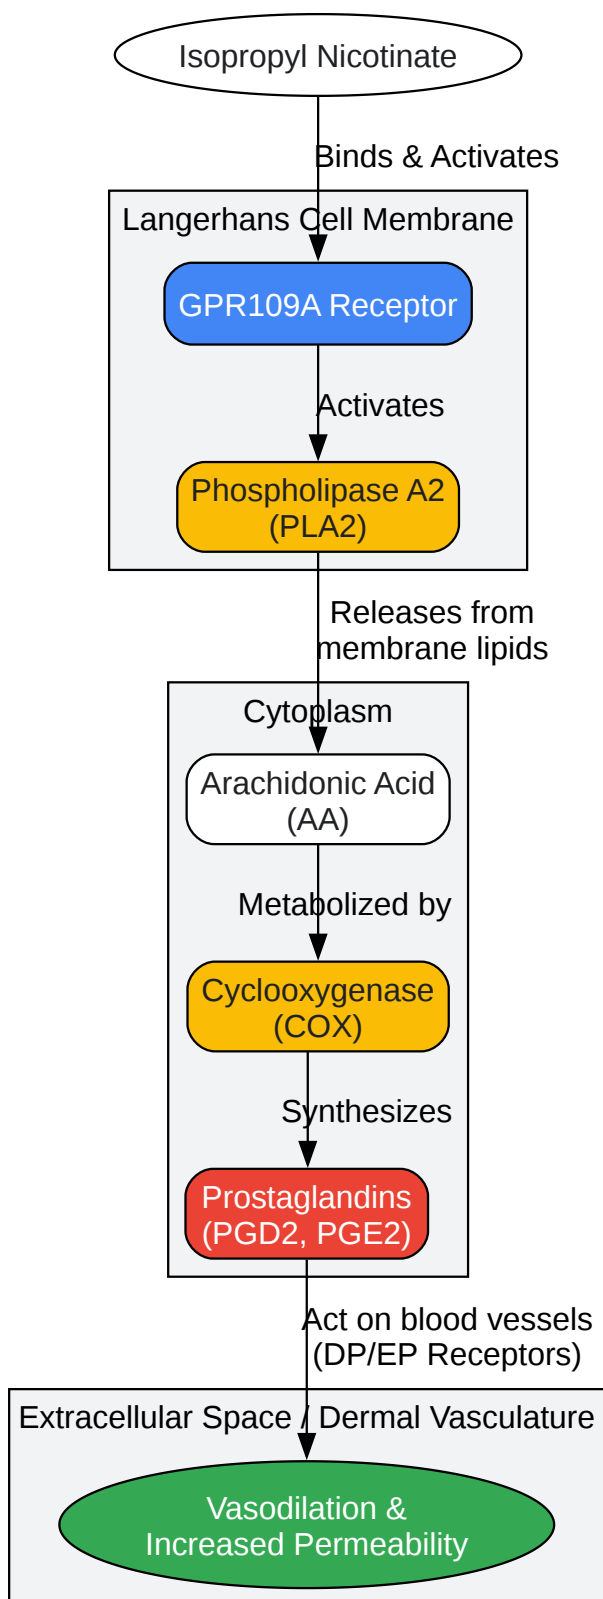 Isopropyl Nicotinate
Binds & Activates
Langerhans Cell Membrane
GPR109A Receptor
Activates
Phospholipase A2
(PLA2)
Releases from
membrane lipids
Cytoplasm
Arachidonic Acid
(AA)
Metabolized by
Cyclooxygenase
(COX)
Synthesizes
Prostaglandins
(PGD2, PGE2)
Act on blood vessels
(DP/EP Receptors)
Extracellular Space / Dermal Vasculature
Vasodilation &
Increased Permeability